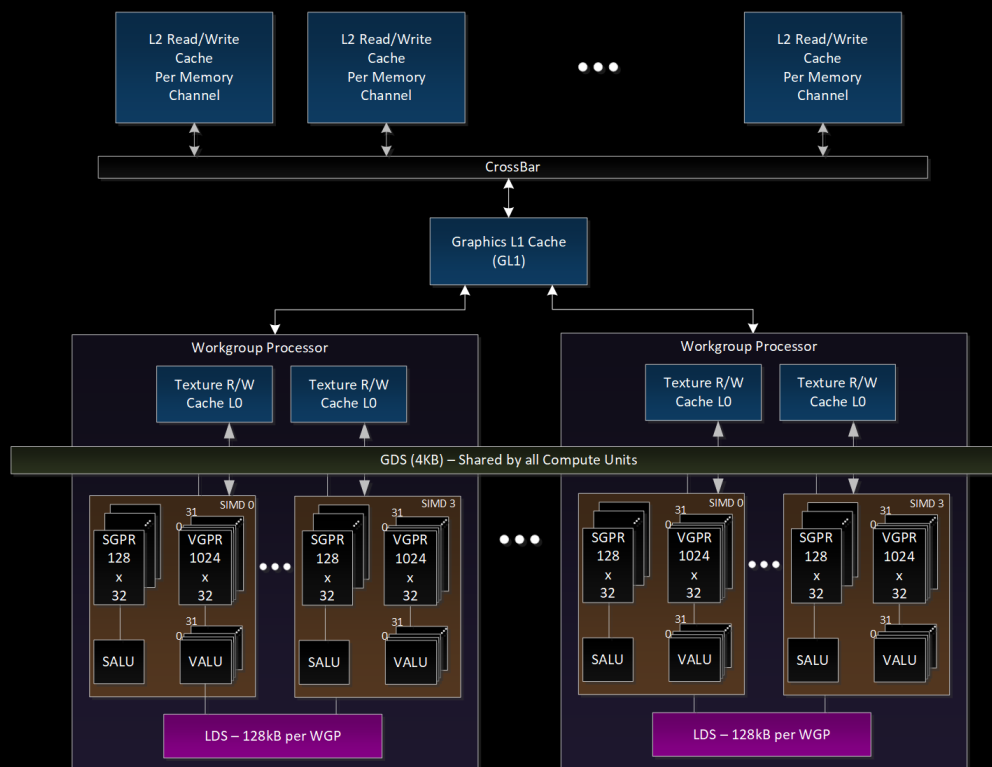 L2 Read/Write
Cache
Per Memory
Channel
L2 Read/Write
Cache
Per Memory
Channel
L2 Read/Write
Cache
Per Memory
Channel
CrossBar
Graphics L1 Cache
(GL1)
Workgroup Processor
Texture R/W
Cache L0
Texture R/W
Cache L0
Workgroup Processor
Texture R/W
Cache L0
Texture R/W
Cache L0
GDS (4KB) – Shared by all Compute Units
SIMD 0
SGPR
128
x
32
31
0
VGPR
1024
x
32
SALU
31
0
VALU
SIMD 3
SGPR
128
x
32
31
0
VGPR
1024
x
32
SALU
31
0
VALU
LDS – 128kB per WGP
SIMD 0
SGPR
128
x
32
31
0
VGPR
1024
x
32
SALU
31
0
VALU
SIMD 3
SGPR
128
x
32
31
0
VGPR
1024
x
32
SALU
31
0
VALU
LDS – 128kB per WGP